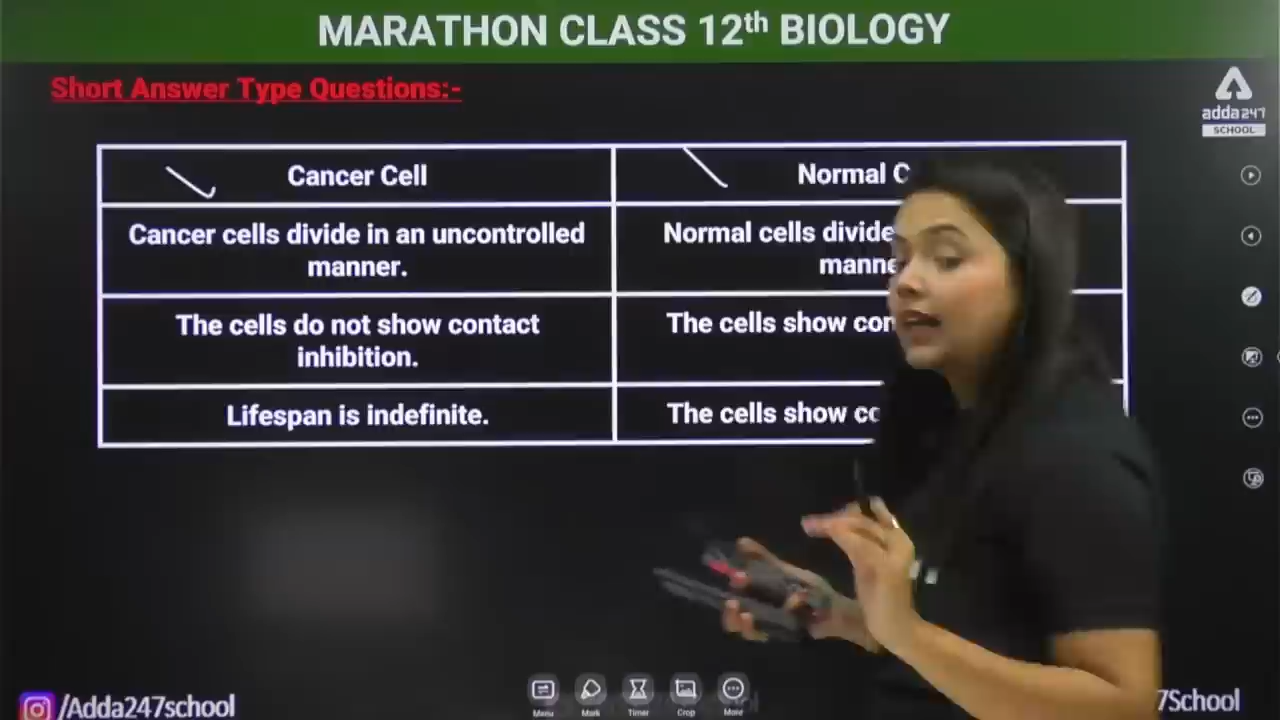 MARATHON CLASS 12th BIOLOGY
Short Answer Type Questions:-
adda247
SCHOOL
Cancer Cell
Normal C
Cancer cells divide in an uncontrolled
manner.
Normal cells divide
manne
The cells do not show contact
inhibition.
The cells show con
Lifespan is indefinite.
The cells show co
Menu
Mark
Timer
Crop
More
/Adda247school
7School